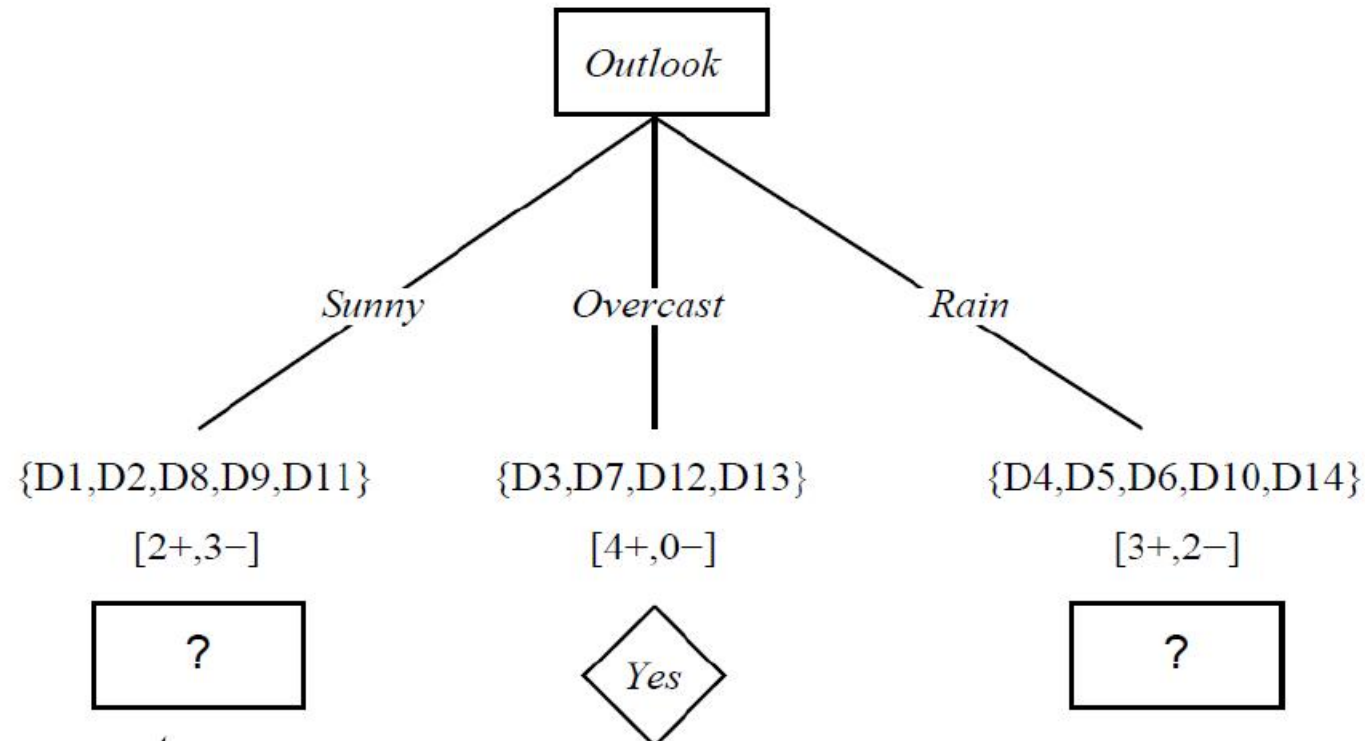 Outlook
Sunny Overcast Rain
{D1,D2,D8,D9,D11} {D3,D7,D12,D13} {D4,D5,D6,D10,D14}
[2+,3−] [4+,0−] [3+,2−]
? Yes ?